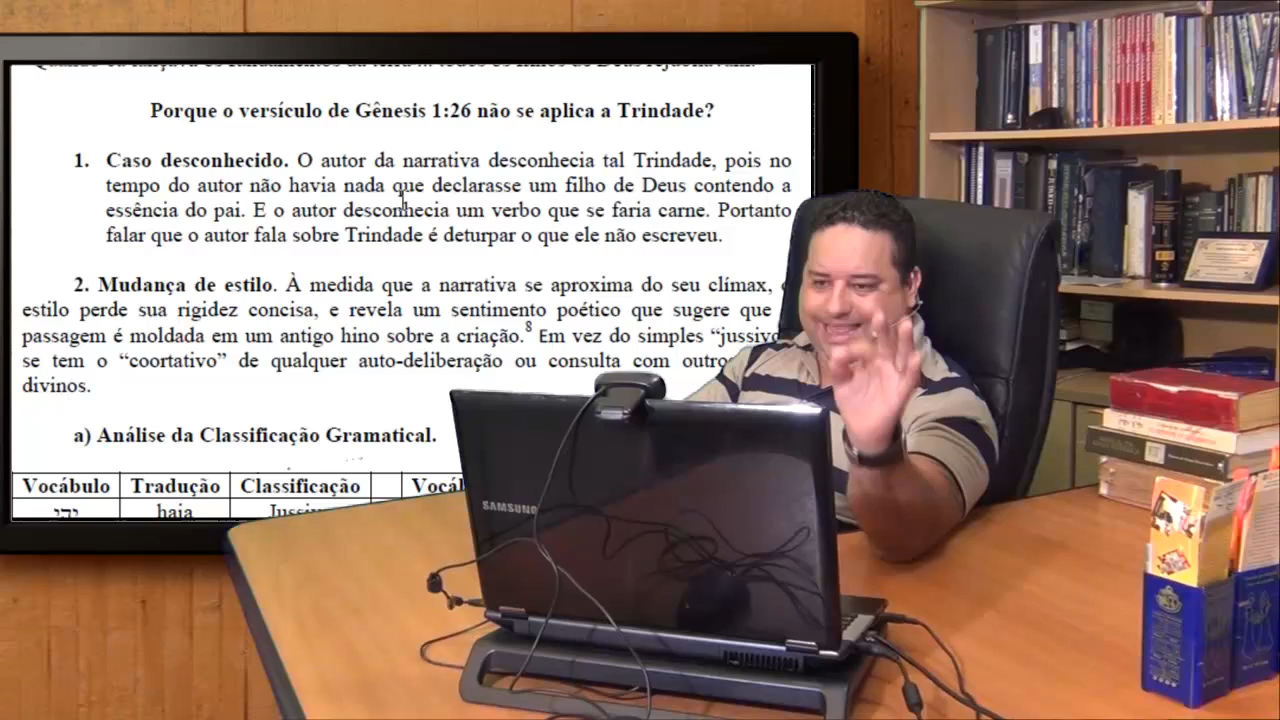 Porque o versículo de Gênesis 1:26 não se aplica a Trindade?
1. Caso desconhecido. O autor da narrativa desconhecia tal Trindade, pois no
tempo do autor não havia nada que declarasse um filho de Deus contendo a
essência do pai. E o autor desconhecia um verbo que se faria carne. Portanto
falar que o autor fala sobre Trindade é deturpar o que ele não escreveu.
2. Mudança de estilo. À medida que a narrativa se aproxima do seu clímax,
estilo perde sua rigidez concisa, e revela um sentimento poético que sugere que
passagem é moldada em um antigo hino sobre a criação.8 Em vez do simples “jussivo
se tem o “coortativo” de qualquer auto-deliberação ou consulta com outros
divinos.
a) Análise da Classificação Gramatical.
Vocábulo Tradução Classificação
יהי haja
SAMSUNG